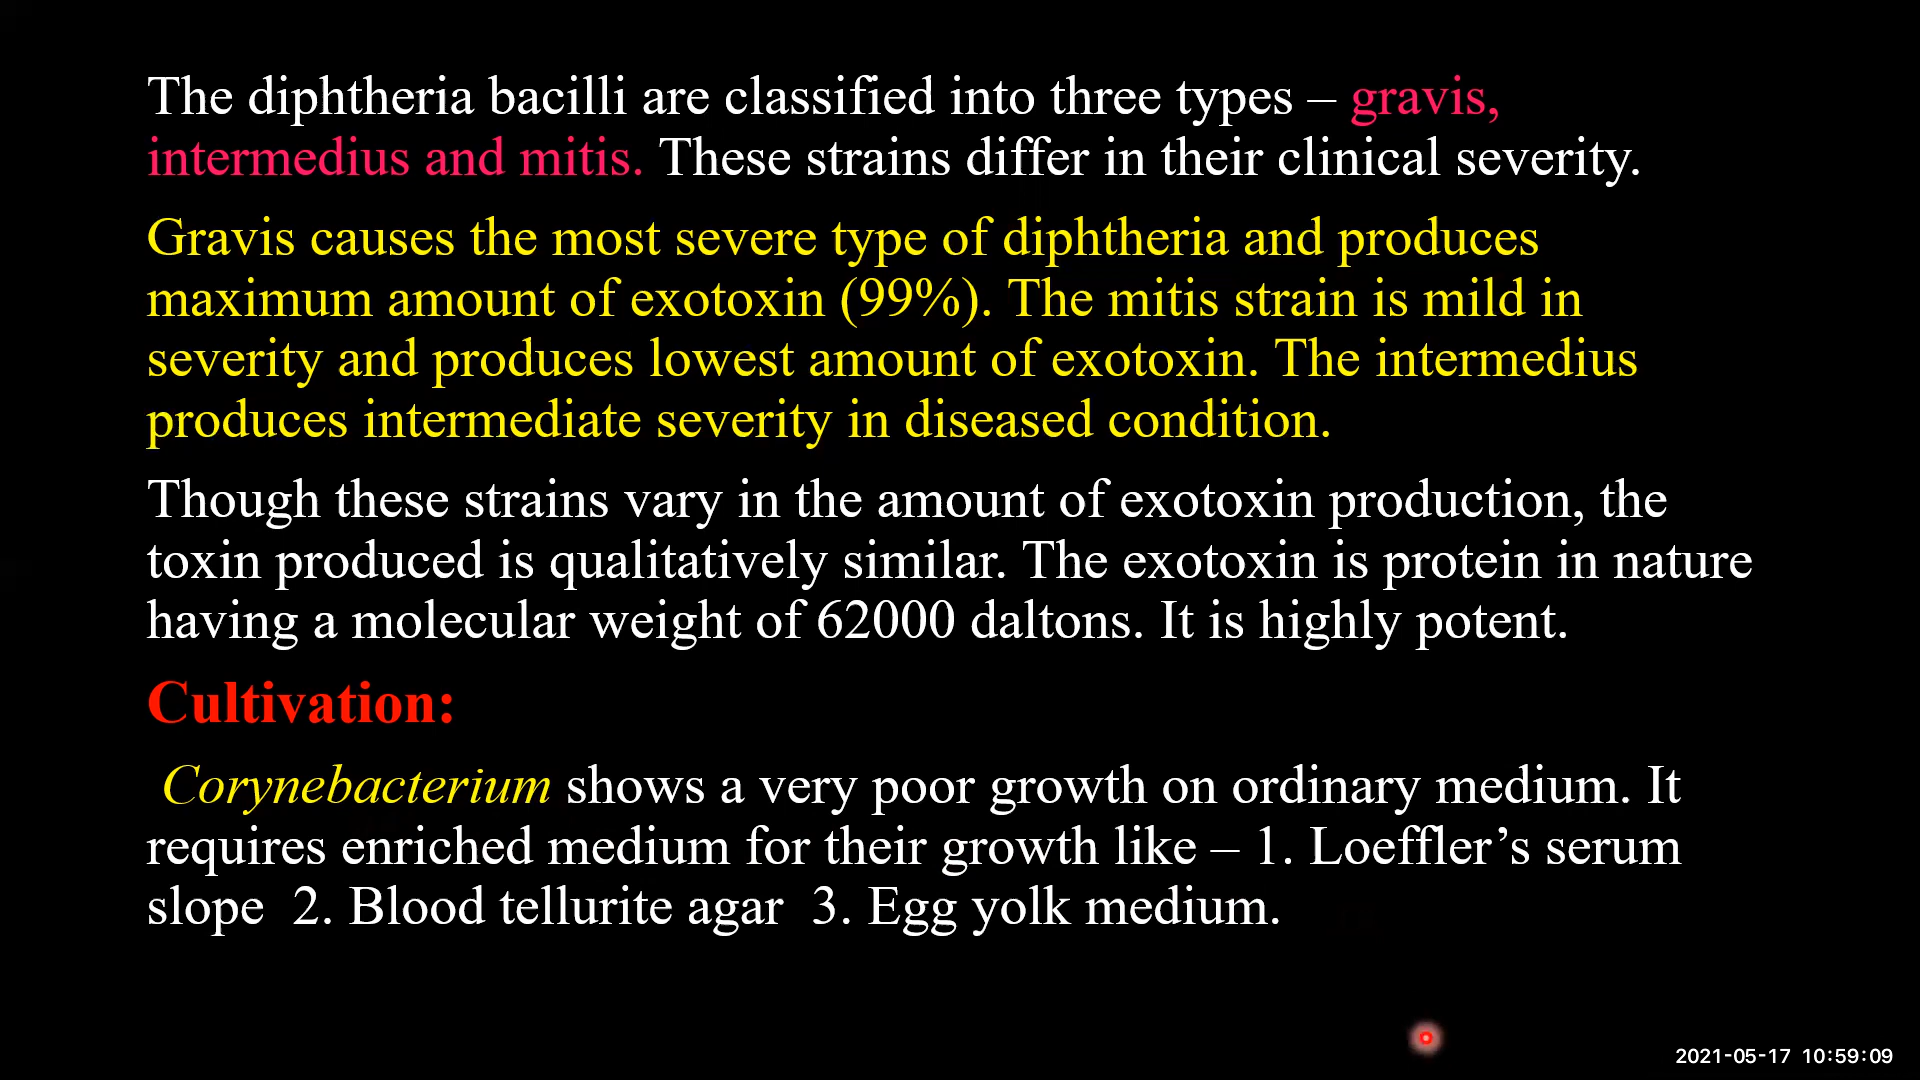 The diphtheria bacilli are classified into three types – gravis,
intermedius and mitis. These strains differ in their clinical severity.
Gravis causes the most severe type of diphtheria and produces
maximum amount of exotoxin (99%). The mitis strain is mild in
severity and produces lowest amount of exotoxin. The intermedius
produces intermediate severity in diseased condition.
Though these strains vary in the amount of exotoxin production, the
toxin produced is qualitatively similar. The exotoxin is protein in nature
having a molecular weight of 62000 daltons. It is highly potent.
Cultivation:
Corynebacterium shows a very poor growth on ordinary medium. It
requires enriched medium for their growth like – 1. Loeffler’s serum
slope  2. Blood tellurite agar  3. Egg yolk medium.
2021-05-17 10:59:09